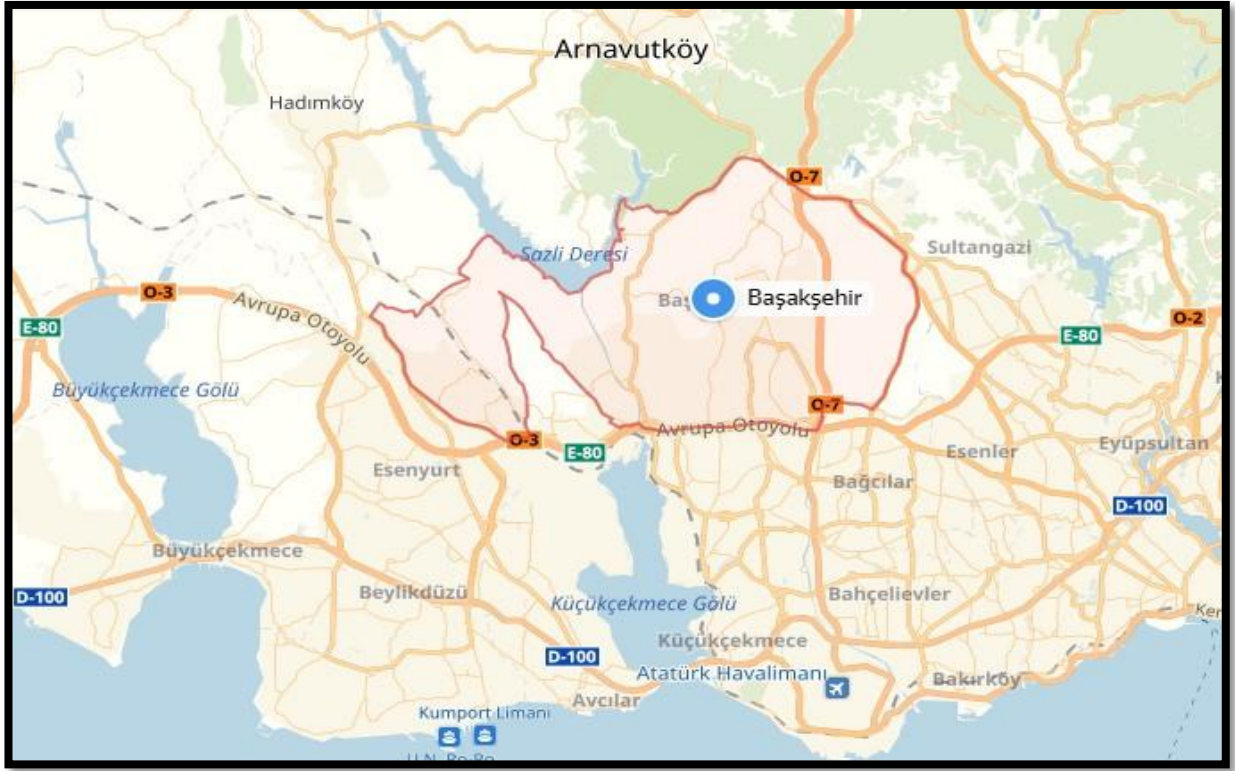 Arnavutköy
Hadımköy
O-7
Sultangazi
Sazli Deresi
O-3
Avrupa Otoyolu
Başakşehir
E-80
O-2
E-80
Büyükçekmece Gölü
O-7
Avrupa Otoyolu
O-3
E-80
Esenyurt
Esenler
Eyüpsultan
Bağcılar
D-100
Büyükçekmece
Beylikdüzü
Bahçelievler
D-100
Küçükçekmece Gölü
Küçükçekmece
D-100
Atatürk Havalimanı
Bakırköy
Avcılar
Kumport Limanı